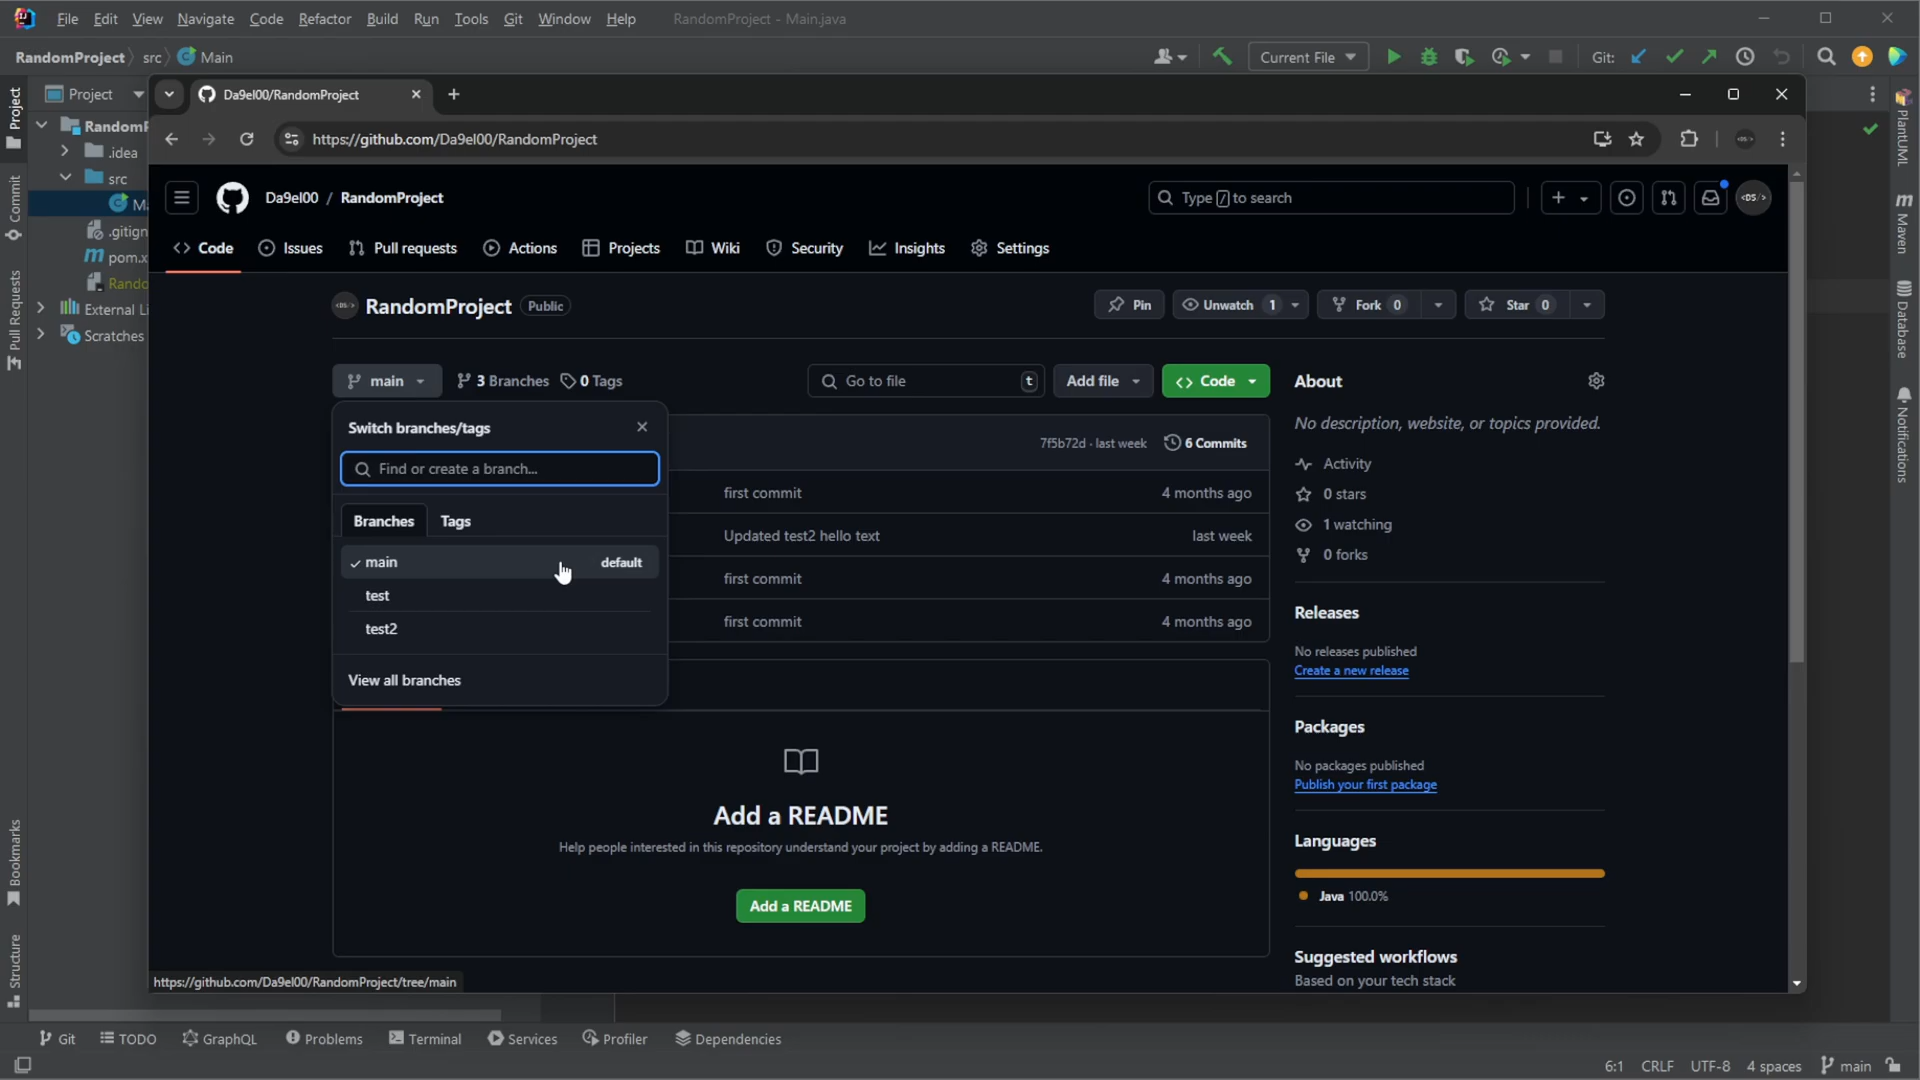 File Edit View Navigate Code Refactor Build Run Tools Git Window Help RandomProject - Main.java
RandomProject src Main Current File Git:
Project
Da9el00/RandomProject
https://github.com/Da9el00/RandomProject
RandomP
.idea
src
M
.gitign
pom.x
Rando
External Li
Scratches
Project
Commit
Pull Requests
Bookmarks
Structure
PlantUML
Maven
Database
Notifications
Da9el00 / RandomProject Type / to search
Code Issues Pull requests Actions Projects Wiki Security Insights Settings
RandomProject Public Pin Unwatch 1 Fork 0 Star 0
main 3 Branches 0 Tags Go to file t Add file Code
Switch branches/tags
Find or create a branch...
Branches Tags
main default
test
test2
View all branches
7f5b72d · last week 6 Commits
first commit 4 months ago
Updated test2 hello text last week
first commit 4 months ago
first commit 4 months ago
Add a README
Help people interested in this repository understand your project by adding a README.
Add a README
About
No description, website, or topics provided.
Activity
0 stars
1 watching
0 forks
Releases
No releases published
Create a new release
Packages
No packages published
Publish your first package
Languages
Java 100.0%
Suggested workflows
Based on your tech stack
https://github.com/Da9el00/RandomProject/tree/main
Git TODO GraphQL Problems Terminal Services Profiler Dependencies
6:1 CRLF UTF-8 4 spaces main